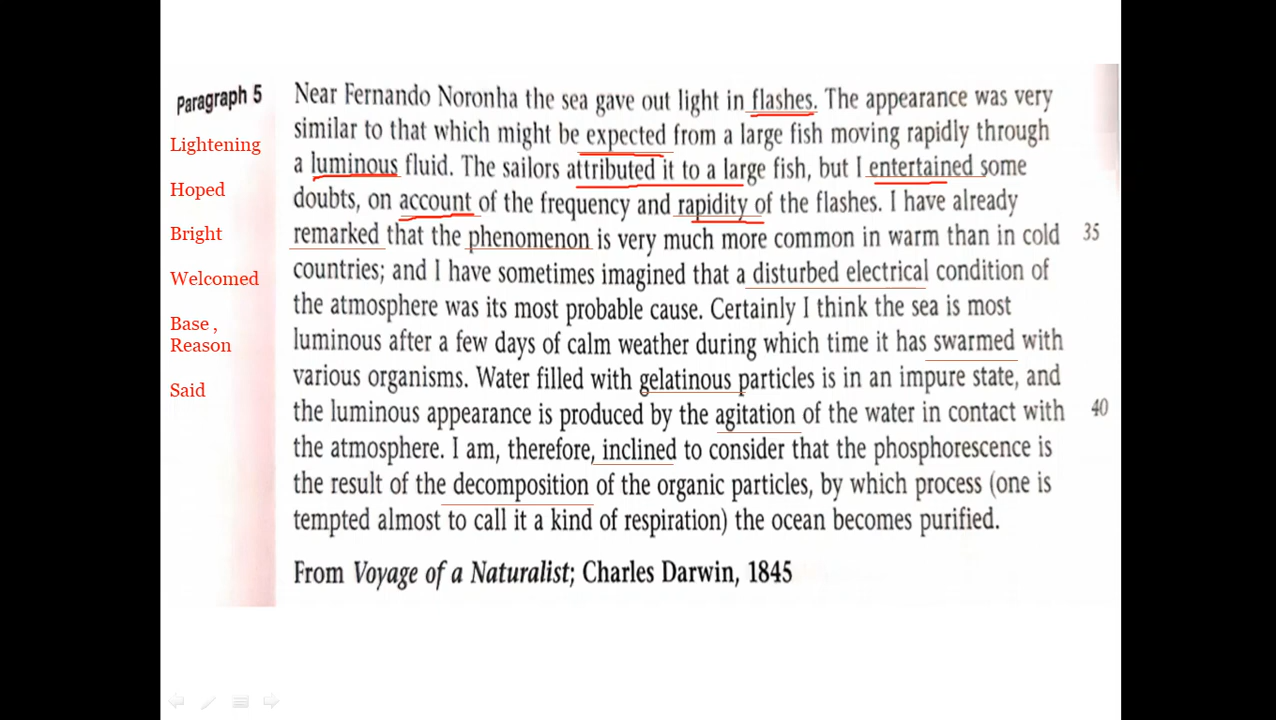 Paragraph 5
Near Fernando Noronha the sea gave out light in flashes. The appearance was very
similar to that which might be expected from a large fish moving rapidly through
a luminous fluid. The sailors attributed it to a large fish, but I entertained some
doubts, on account of the frequency and rapidity of the flashes. I have already
remarked that the phenomenon is very much more common in warm than in cold 35
countries; and I have sometimes imagined that a disturbed electrical condition of
the atmosphere was its most probable cause. Certainly I think the sea is most
luminous after a few days of calm weather during which time it has swarmed with
various organisms. Water filled with gelatinous particles is in an impure state, and
the luminous appearance is produced by the agitation of the water in contact with 40
the atmosphere. I am, therefore, inclined to consider that the phosphorescence is
the result of the decomposition of the organic particles, by which process (one is
tempted almost to call it a kind of respiration) the ocean becomes purified.
From Voyage of a Naturalist; Charles Darwin, 1845
Lightening
Hoped
Bright
Welcomed
Base ,
Reason
Said